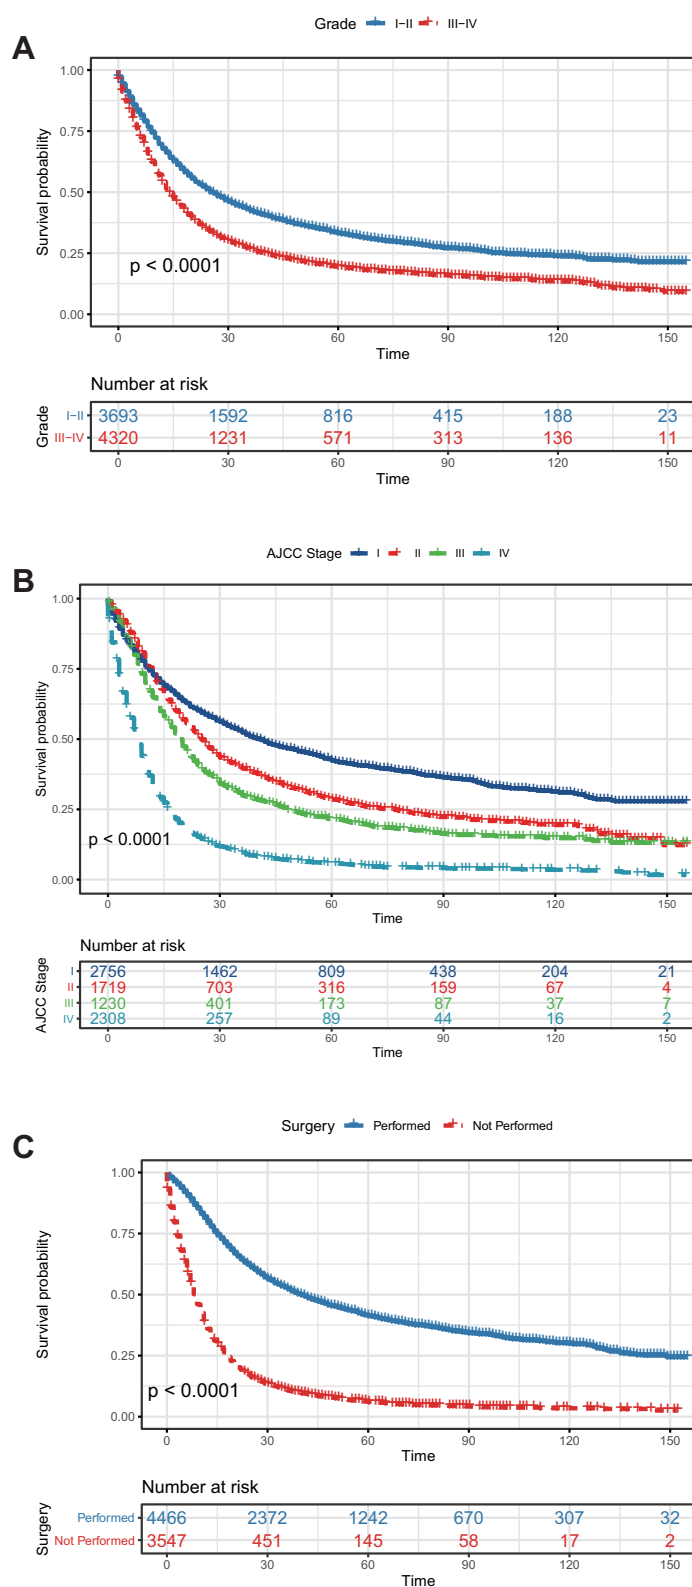 A
Grade I−II III−IV
1.00
0.75
0.50
0.25
0.00
Survival probability
p < 0.0001
0 30 60 90 120 150
Time
Number at risk
Grade
I−II 3693 1592 816 415 188 23
III−IV 4320 1231 571 313 136 11
0 30 60 90 120 150
Time
B
AJCC Stage I II III IV
1.00
0.75
0.50
0.25
0.00
Survival probability
p < 0.0001
0 30 60 90 120 150
Time
Number at risk
AJCC Stage
I 2756 1462 809 438 204 21
II 1719 703 316 159 67 4
III 1230 401 173 87 37 7
IV 2308 257 89 44 16 2
0 30 60 90 120 150
Time
C
Surgery Performed Not Performed
1.00
0.75
0.50
0.25
0.00
Survival probability
p < 0.0001
0 30 60 90 120 150
Time
Number at risk
Surgery
Performed 4466 2372 1242 670 307 32
Not Performed 3547 451 145 58 17 2
0 30 60 90 120 150
Time